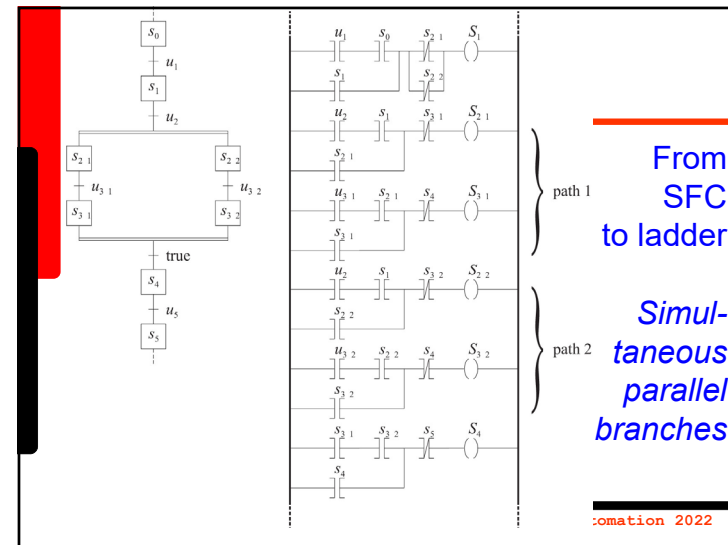 s0
u1
s1
u2
s2 1 s2 2
u3 1 u3 2
s3 1 s3 2
true
s4
u5
s5
u1 s0 s2 1 S1
s1 s2 2
u2 s1 s3 1 S2 1
s2 1
u3 1 s2 1 s4 S3 1
s3 1
path 1
u2 s1 s3 2 S2 2
s2 2
u3 2 s2 2 s4 S3 2
s3 2
path 2
s3 1 s3 2 s5 S4
s4
From
SFC
to ladder
Simul-
taneous
parallel
branches
tomation 2022